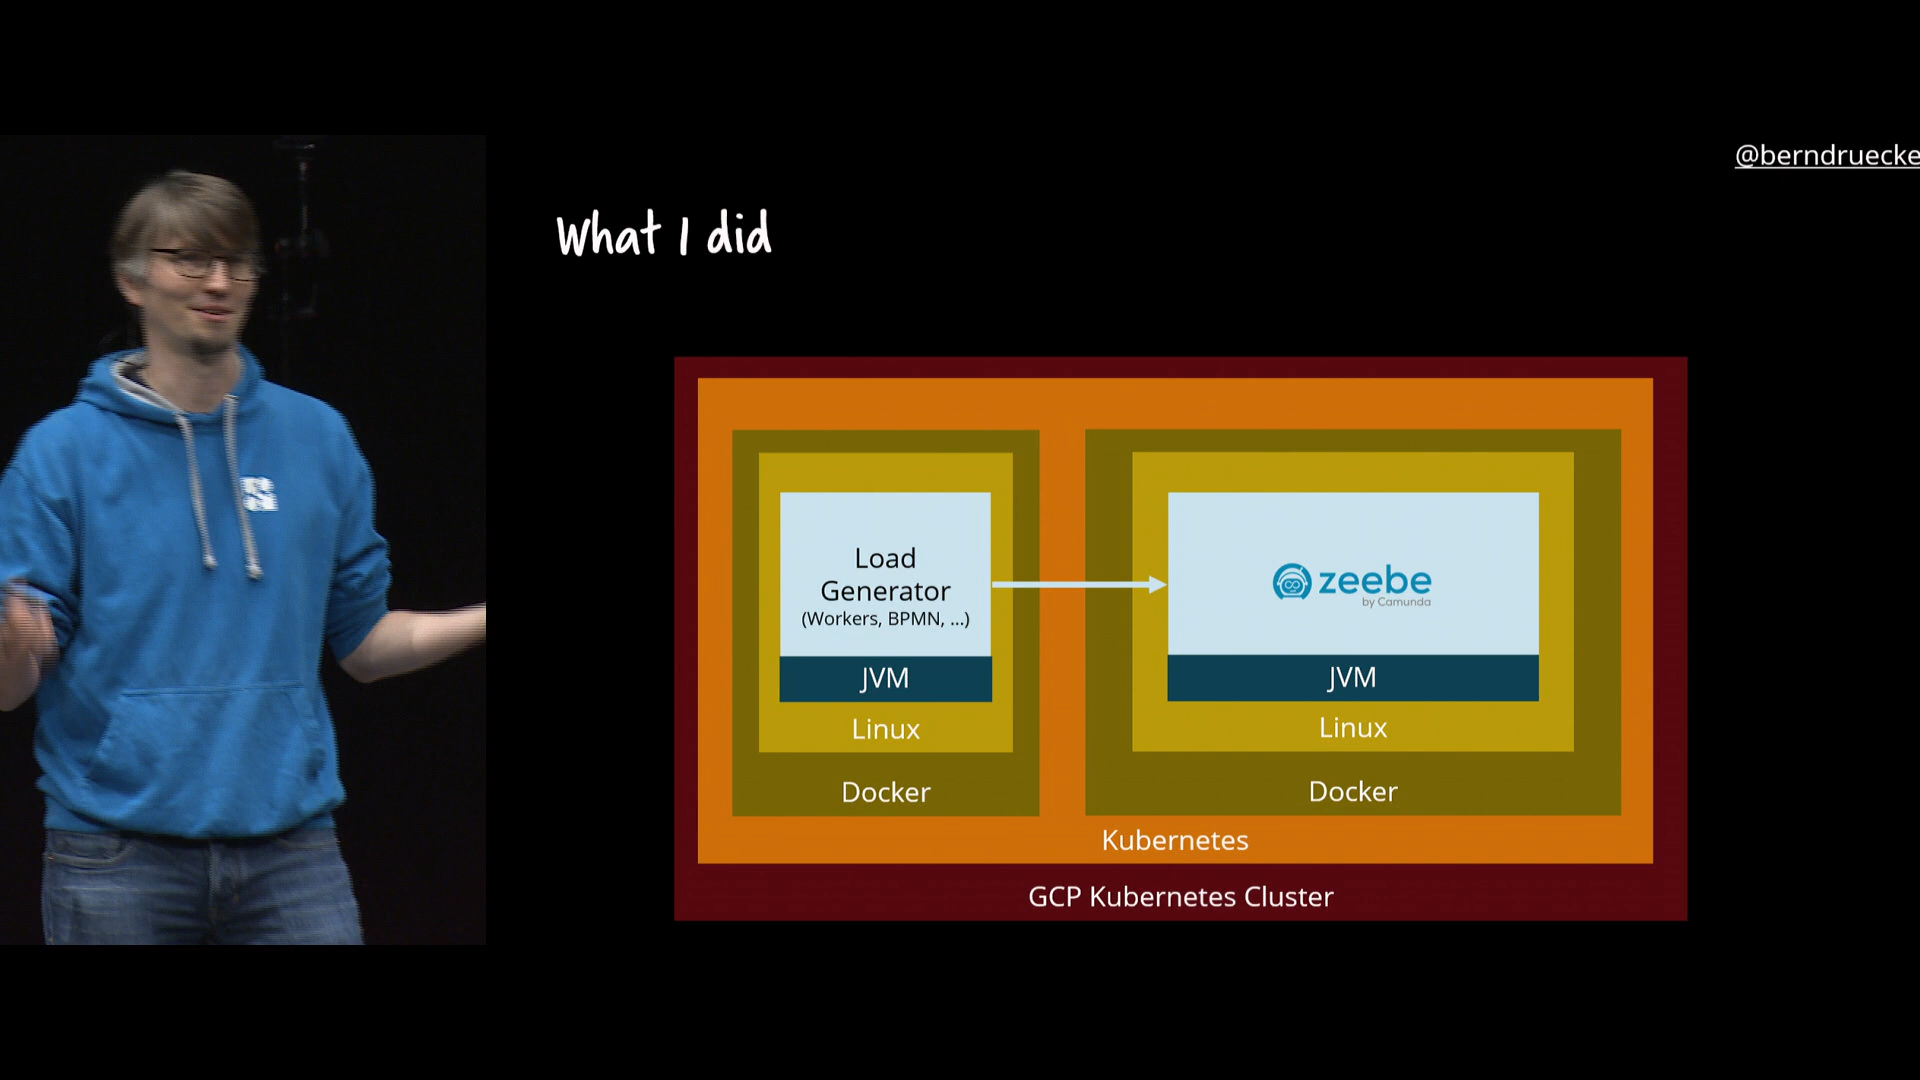 @berndruecke
What I did
Load
Generator
(Workers, BPMN, ...)
JVM
Linux
Docker
zeebe
by Camunda
JVM
Linux
Docker
Kubernetes
GCP Kubernetes Cluster